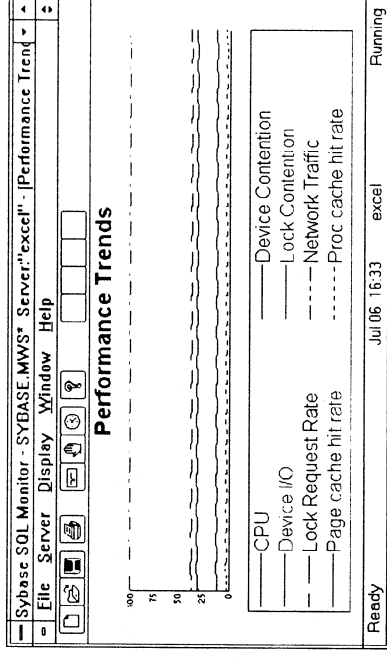 Sybase SQL Monitor - SYBASE.MWS* Server:"excel" - [Performance Trend
File Server Display Window Help
Performance Trends
100
75
50
25
0
CPU
Device I/O
Lock Request Rate
Page cache hit rate
Device Contention
Lock Contention
Network Traffic
Proc cache hit rate
Ready Jul 06 16:33 excel Running